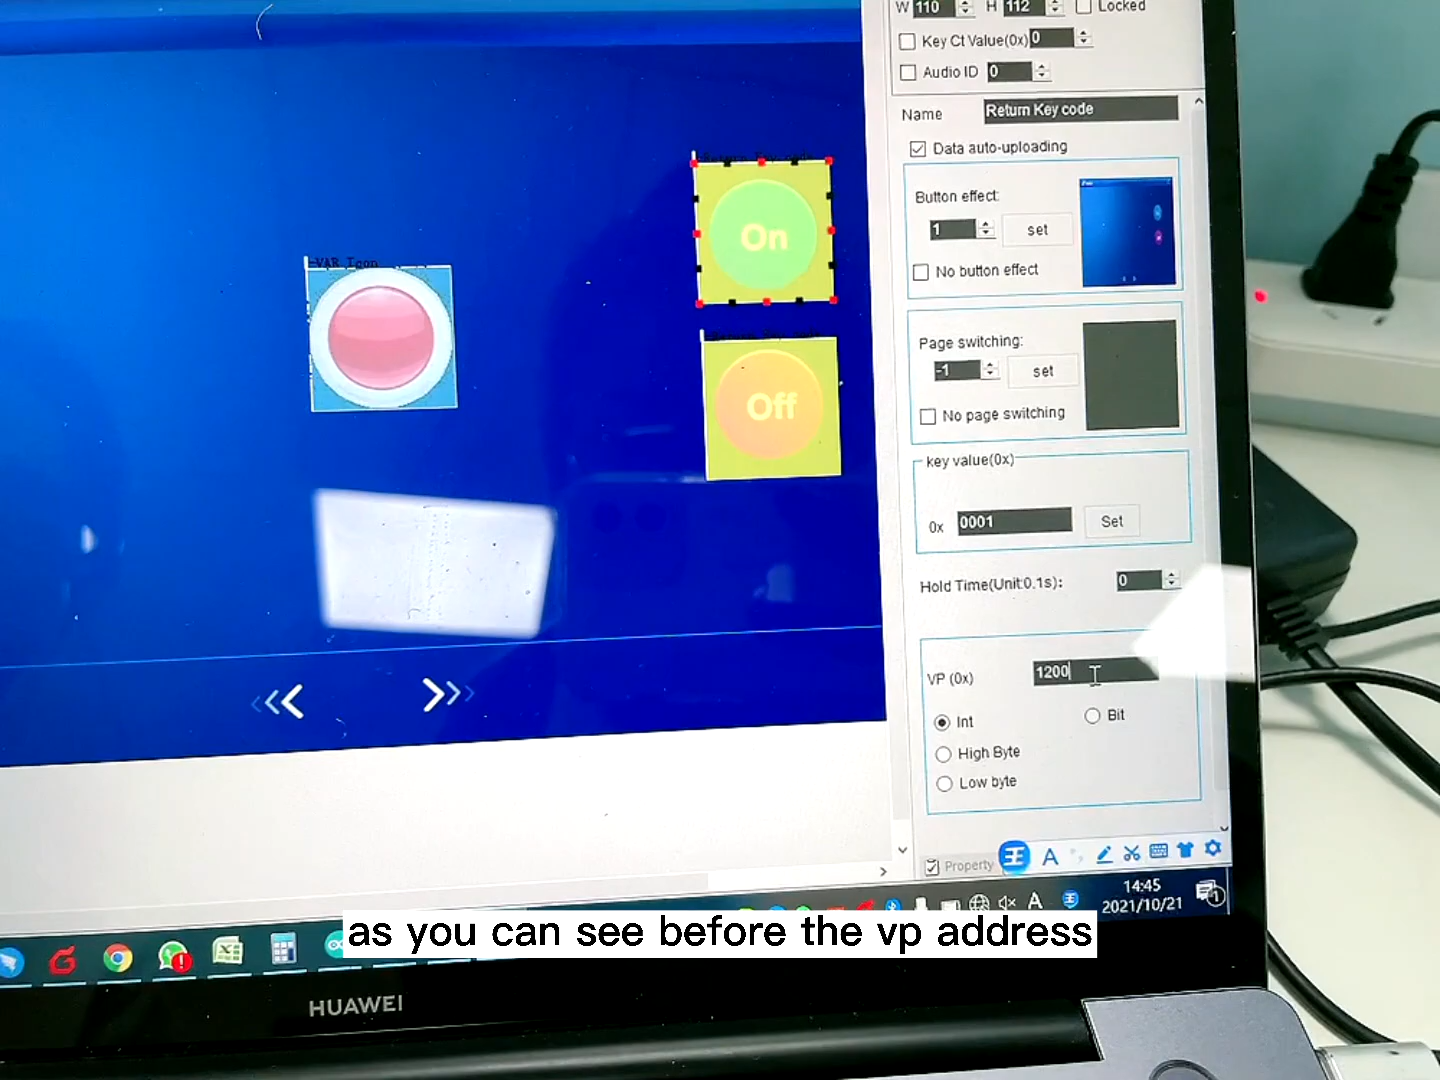 W 110 H 112 Locked
Key Ct Value(0x) 0
Audio ID 0
Name Return Key code
Data auto-uploading
Button effect:
1 set
No button effect
Page switching:
-1 set
No page switching
key value(0x)
0x 0001 Set
Hold Time(Unit:0.1s): 0
VP (0x) 1200
Int Bit
High Byte
Low byte
Property
VAR Icon
On
Off
A
14:45
2021/10/21
as you can see before the vp address
HUAWEI